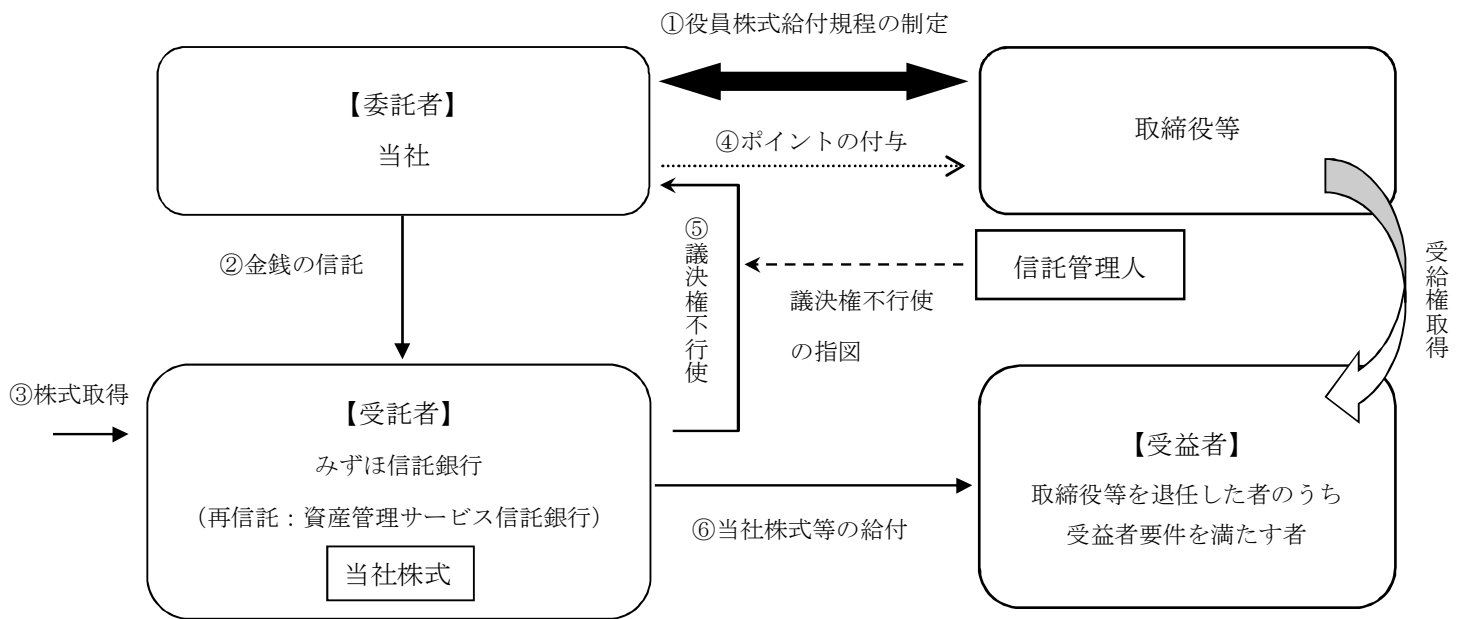 ①役員株式給付規程の制定
【委託者】
当社
取締役等
④ポイントの付与
②金銭の信託
⑤議決権不行使
信託管理人
議決権不行使
の指図
受給権取得
③株式取得
【受託者】
みずほ信託銀行
（再信託：資産管理サービス信託銀行）
当社株式
⑥当社株式等の給付
【受益者】
取締役等を退任した者のうち
受益者要件を満たす者